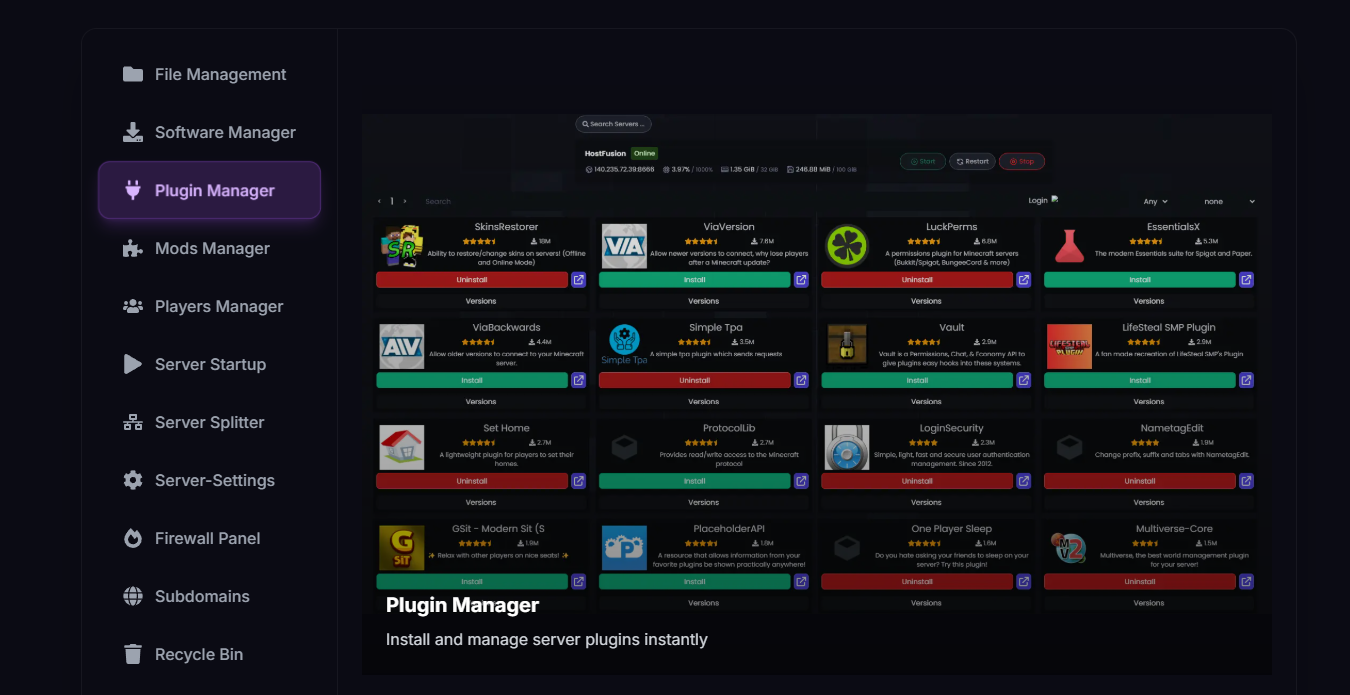 File Management
Software Manager
Plugin Manager
Mods Manager
Players Manager
Server Startup
Server Splitter
Server-Settings
Firewall Panel
Subdomains
Recycle Bin
Search Servers ...
HostFusion Online
140.235.72.39:8666 3.97% / 1020% 1.35 GiB / 32 GiB 246.88 MiB / 100 GiB
Start Restart Stop
1 Search Login Any none
SkinsRestorer
18M
Ability to restore/change skins on servers! (Offline
and Online Mode)
Uninstall
Versions
ViaVersion
7.6M
Allow newer versions to connect, why lose players
after a Minecraft update?
Install
Versions
LuckPerms
6.8M
A permissions plugin for Minecraft servers
(Bukkit/Spigot, BungeeCord & more)
Uninstall
Versions
EssentialsX
5.3M
The modern Essentials suite for Spigot and Paper.
Install
Versions
ViaBackwards
4.4M
Allow older versions to connect to your Minecraft
server.
Install
Versions
Simple Tpa
3.5M
Simple Tpa
A simple tpa plugin which sends requests
Uninstall
Versions
Vault
2.9M
Vault is a Permissions, Chat, & Economy API to
give plugins easy hooks into these systems.
Install
Versions
LifeSteal SMP Plugin
2.9M
A fan made recreation of LifeSteal SMP's Plugin
Install
Versions
Set Home
2.7M
A lightweight plugin for players to set their
homes.
Uninstall
Versions
ProtocolLib
2.7M
Provides read/write access to the Minecraft
protocol
Install
Versions
LoginSecurity
2.3M
Simple, light, fast and secure user authentication
management. Since 2012.
Uninstall
Versions
NametagEdit
1.9M
Change prefix, suffix and tabs with NametagEdit.
Uninstall
Versions
GSit - Modern Sit (S
1.9M
Relax with other players on nice seats!
Install
PlaceholderAPI
1.8M
A resource that allows information from your
favorite plugins be shown practically anywhere!
Install
Versions
One Player Sleep
1.6M
Do you hate asking your friends to sleep on your
server? Try this plugin!
Uninstall
Versions
Multiverse-Core
1.5M
Multiverse, the best world management plugin
for your server!
Uninstall
Versions
Plugin Manager
Install and manage server plugins instantly